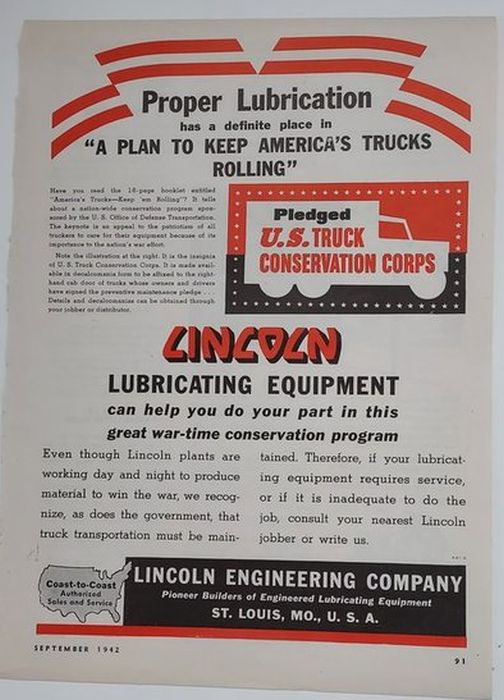 Proper Lubrication
has a definite place in
"A PLAN TO KEEP AMERICA'S TRUCKS
ROLLING"
Have you read the 16-page booklet entitled
"America's Trucks—Keep 'em Rolling"? It tells
about a nation-wide conservation program spon-
sored by the U. S. Office of Defense Transportation.
The keynote is an appeal to the patriotism of all
truckers to care for their equipment because of its
importance to the nation's war effort.
Note the illustration at the right. It is the insignia
of U. S. Truck Conservation Corps. It is made avail-
able in decalcomania form to be affixed to the right-
hand cab door of trucks whose owners and drivers
have signed the preventive maintenance pledge . . .
Details and decalcomanias can be obtained through
your jobber or distributor.
Pledged
U.S. TRUCK
CONSERVATION CORPS
LINCOLN
LUBRICATING EQUIPMENT
can help you do your part in this
great war-time conservation program
Even though Lincoln plants are
working day and night to produce
material to win the war, we recog-
nize, as does the government, that
truck transportation must be main-
tained. Therefore, if your lubricat-
ing equipment requires service,
or if it is inadequate to do the
job, consult your nearest Lincoln
jobber or write us.
Coast-to-Coast
Authorized
Sales and Service
LINCOLN ENGINEERING COMPANY
Pioneer Builders of Engineered Lubricating Equipment
ST. LOUIS, MO., U. S. A.
SEPTEMBER 1942
91